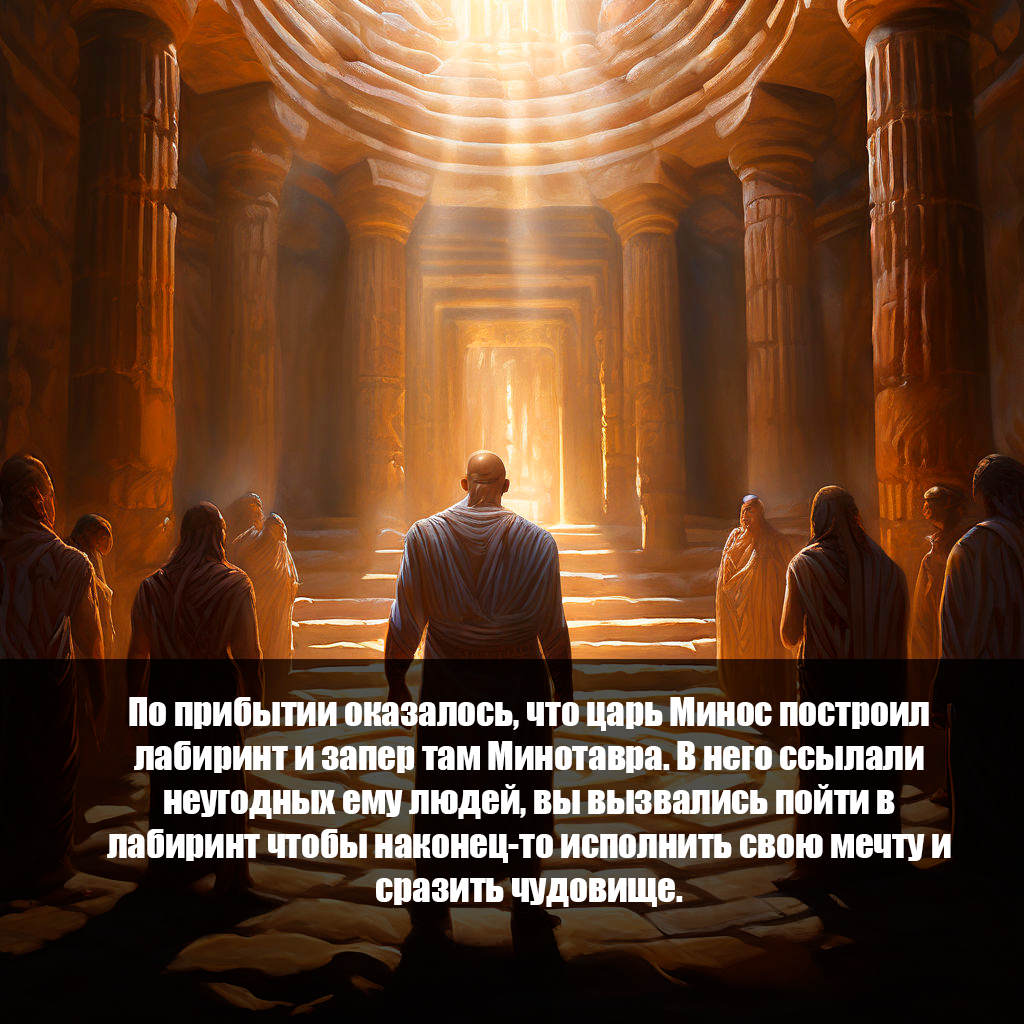 По прибытии оказалось, что царь Минос построил
лабиринт и запер там Минотавра. В него ссылали
неугодных ему людей, вы вызвались пойти в
лабиринт чтобы наконец-то исполнить свою мечту и
сразить чудовище.